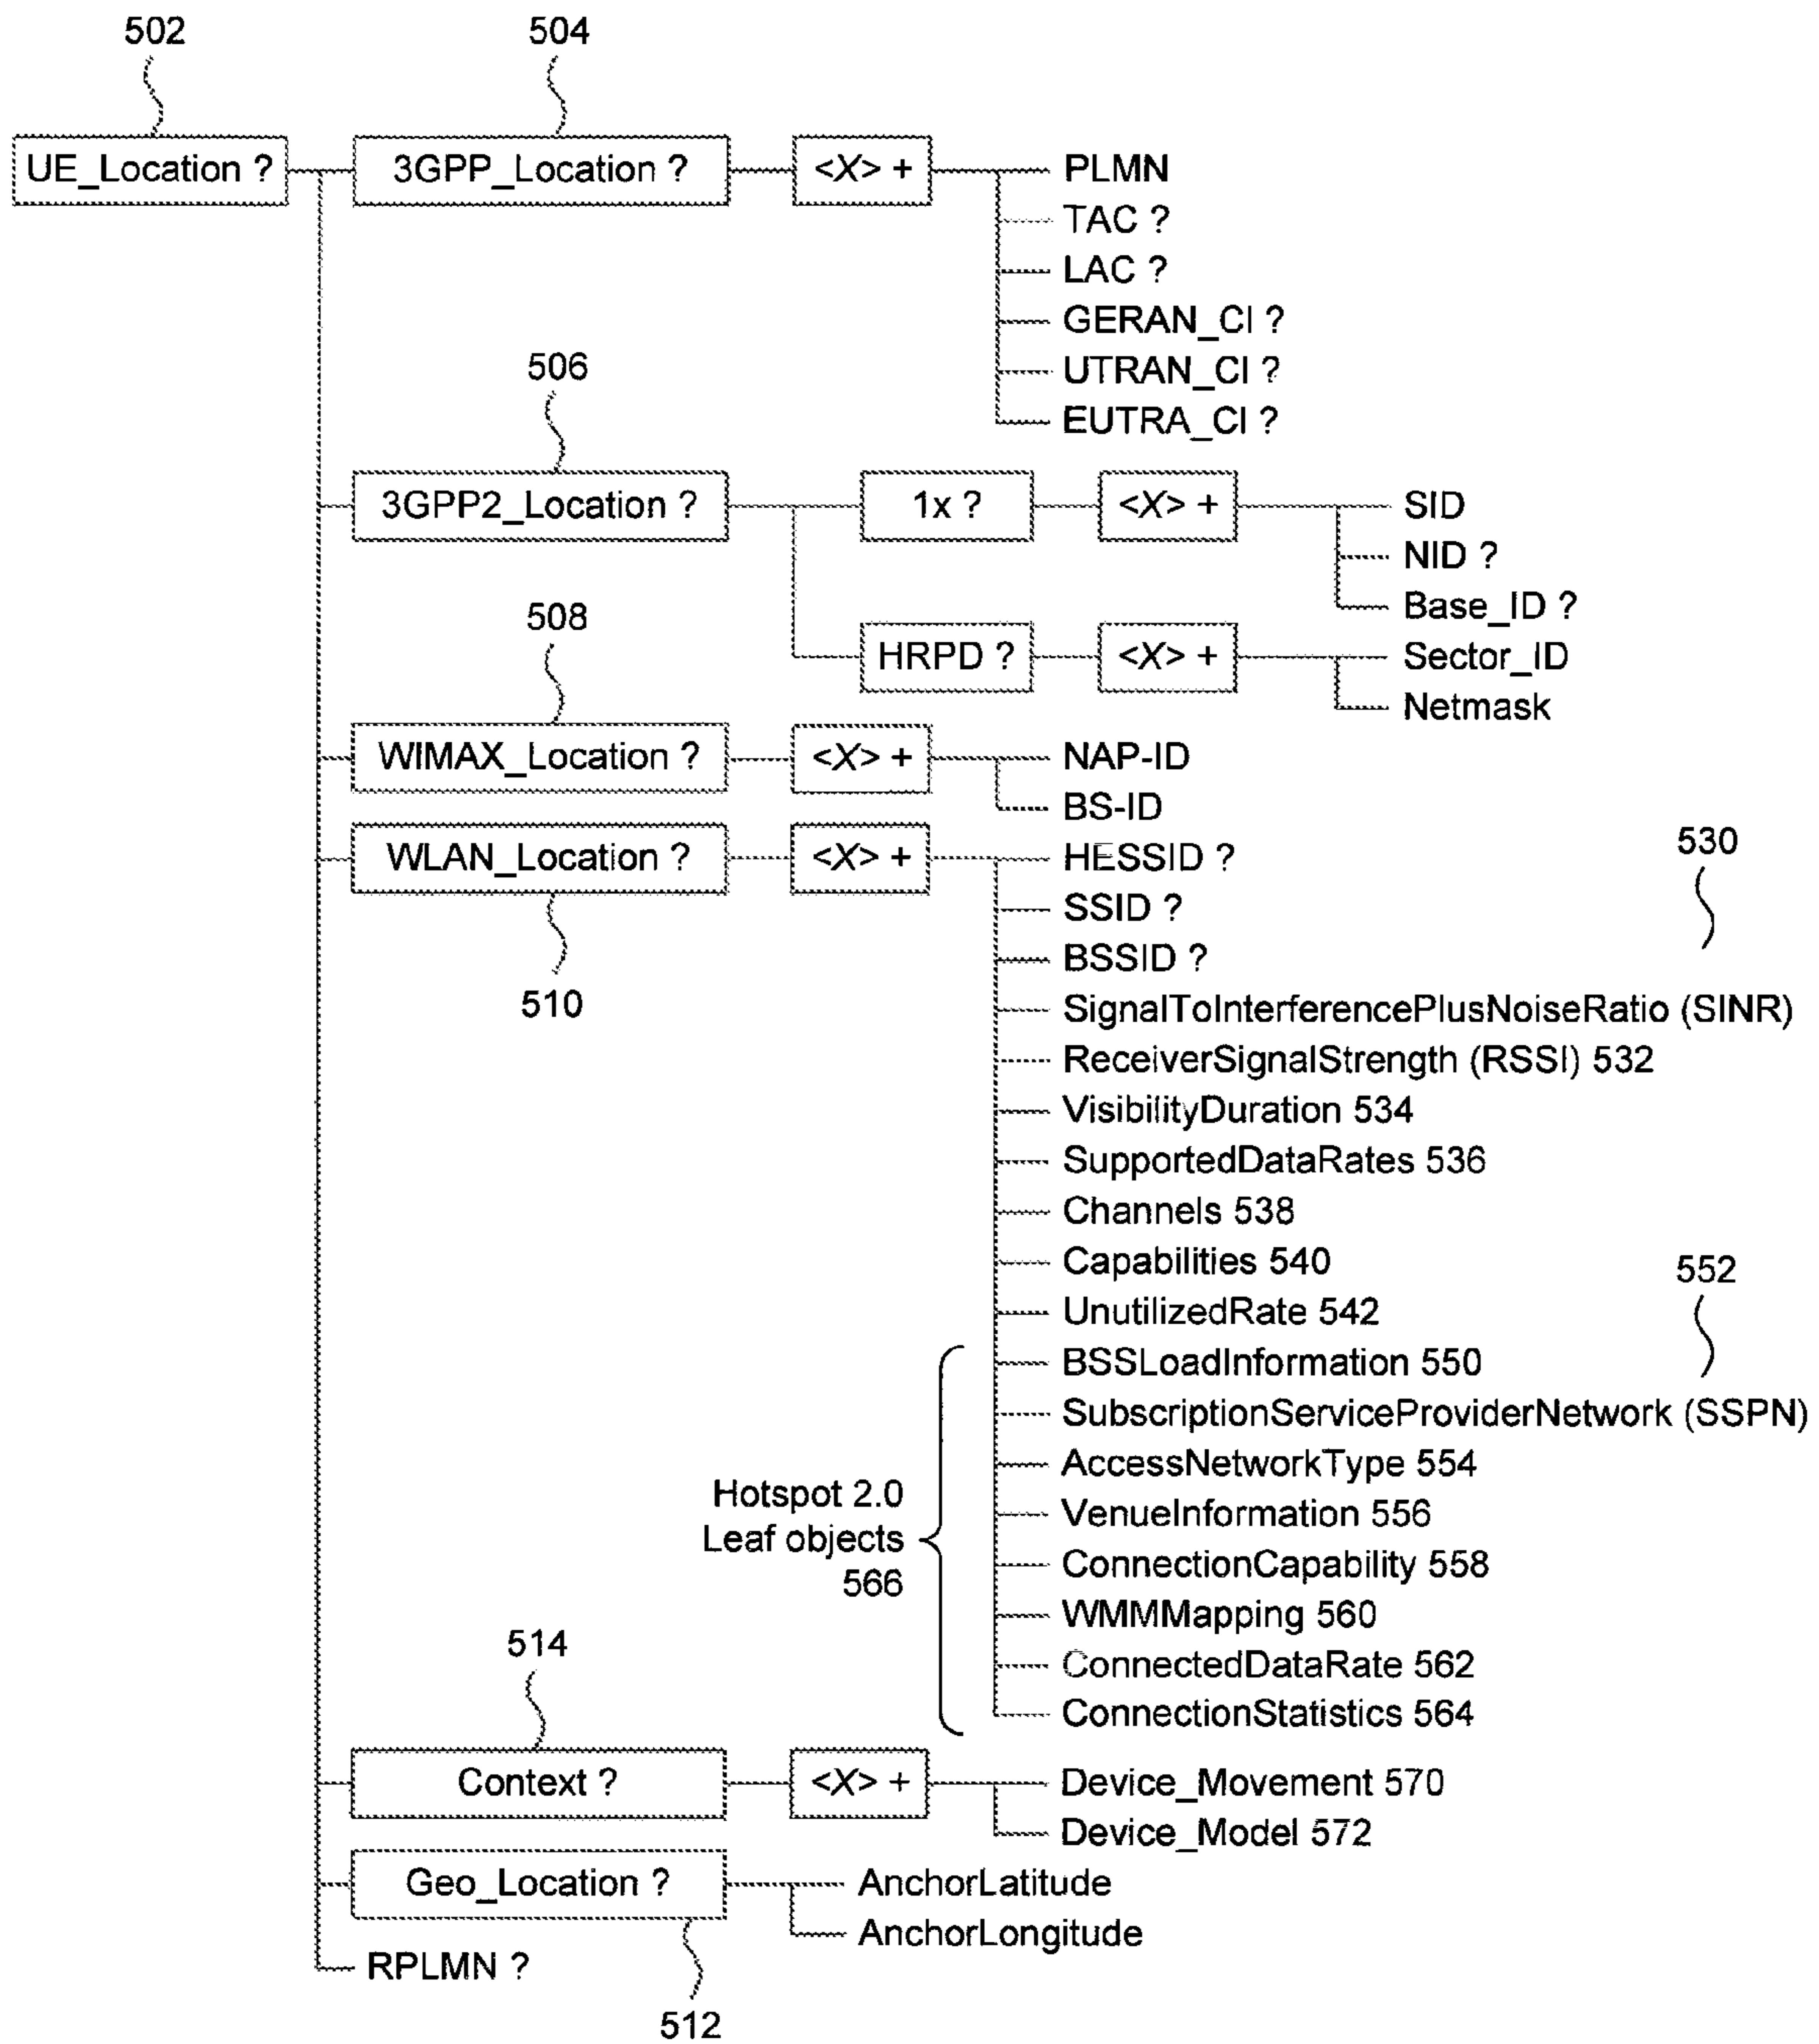 502
504
UE_Location ?
3GPP_Location ?
<X> +
PLMN
TAC ?
LAC ?
GERAN_CI ?
UTRAN_CI ?
EUTRA_CI ?
506
3GPP2_Location ?
1x ?
<X> +
SID
NID ?
Base_ID ?
HRPD ?
<X> +
Sector_ID
Netmask
508
WIMAX_Location ?
<X> +
NAP-ID
BS-ID
WLAN_Location ?
<X> +
510
HESSID ?
SSID ?
BSSID ?
530
SignalToInterferencePlusNoiseRatio (SINR)
ReceiverSignalStrength (RSSI) 532
VisibilityDuration 534
SupportedDataRates 536
Channels 538
Capabilities 540
UnutilizedRate 542
BSSLoadInformation 550
552
SubscriptionServiceProviderNetwork (SSPN)
AccessNetworkType 554
VenueInformation 556
ConnectionCapability 558
WMMMapping 560
ConnectedDataRate 562
ConnectionStatistics 564
Hotspot 2.0
Leaf objects
566
514
Context ?
<X> +
Device_Movement 570
Device_Model 572
Geo_Location ?
AnchorLatitude
AnchorLongitude
RPLMN ?
512